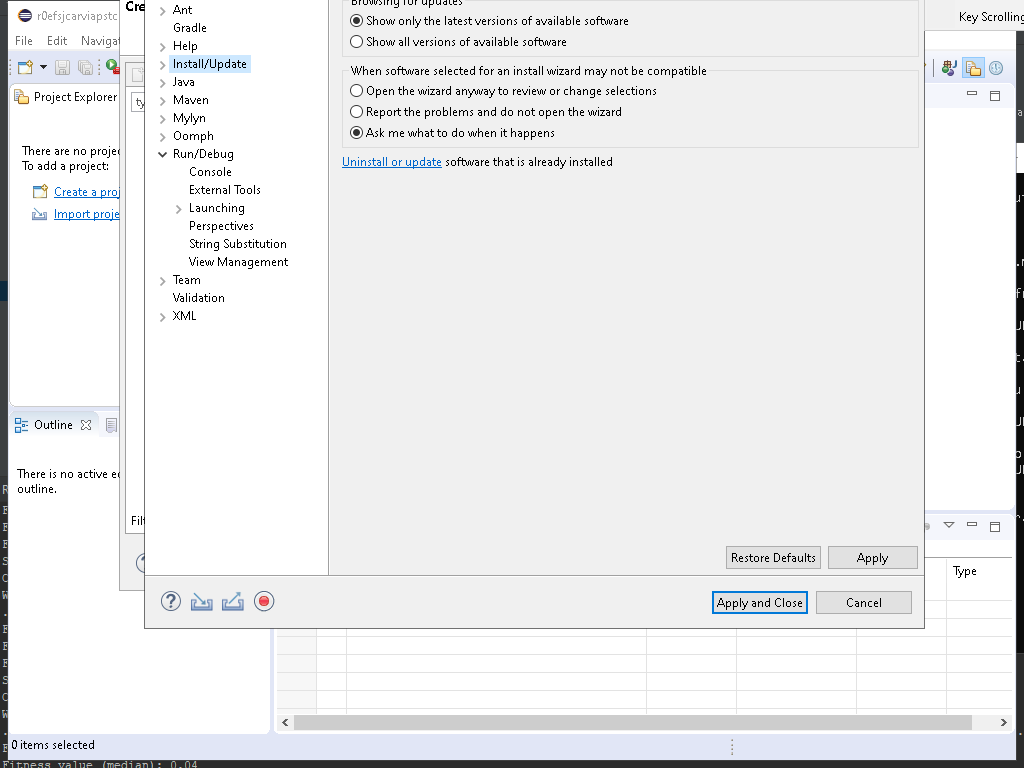 r0efsjcarviapstc
Cre
Key Scrolling
File Edit Navigat
Project Explorer
There are no proje
To add a project:
Create a proj
Import proje
Outline
There is no active e
outline.
ty
Filt
Ant
Gradle
Help
Install/Update
Java
Maven
Mylyn
Oomph
Run/Debug
Console
External Tools
Launching
Perspectives
String Substitution
View Management
Team
Validation
XML
Browsing for updates
Show only the latest versions of available software
Show all versions of available software
When software selected for an install wizard may not be compatible
Open the wizard anyway to review or change selections
Report the problems and do not open the wizard
Ask me what to do when it happens
Uninstall or update software that is already installed
Restore Defaults
Apply
Apply and Close
Cancel
Type
0 items selected
Fitness value (median): 0.04